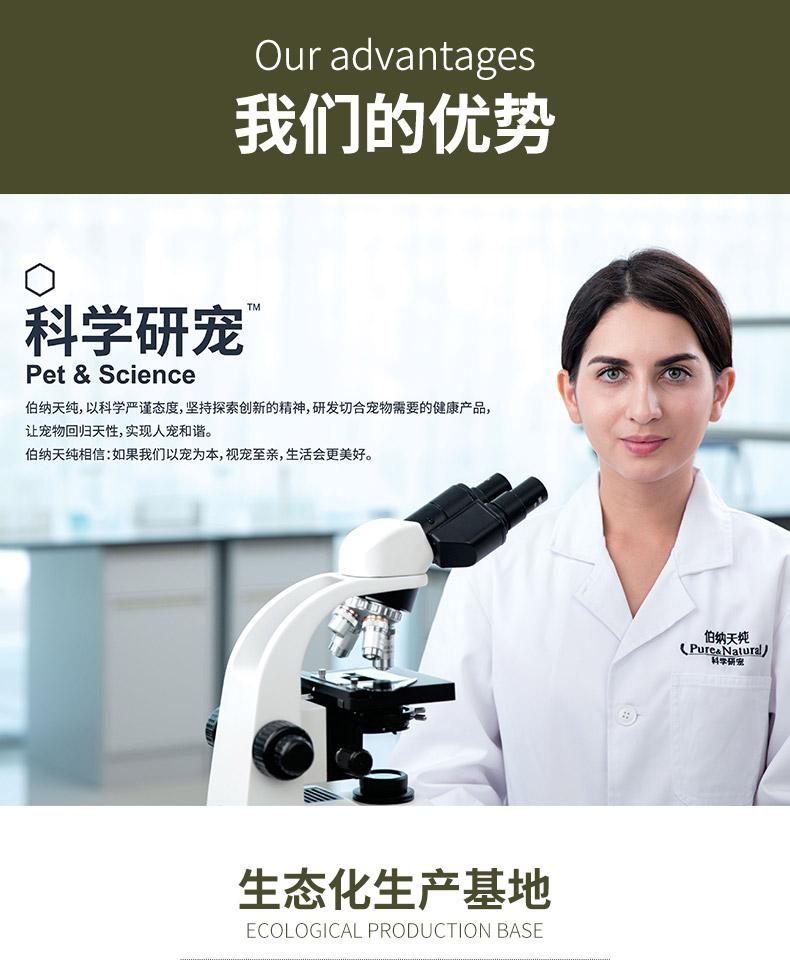 Our advantages
我们的优势
科学研宠™
Pet & Science
伯纳天纯，以科学严谨态度，坚持探索创新的精神，研发切合宠物需要的健康产品，
让宠物回归天性，实现人宠和谐。
伯纳天纯相信：如果我们以宠为本，视宠至亲，生活会更美好。
伯纳天纯
Pure&Natural
科学研宠
生态化生产基地
ECOLOGICAL PRODUCTION BASE